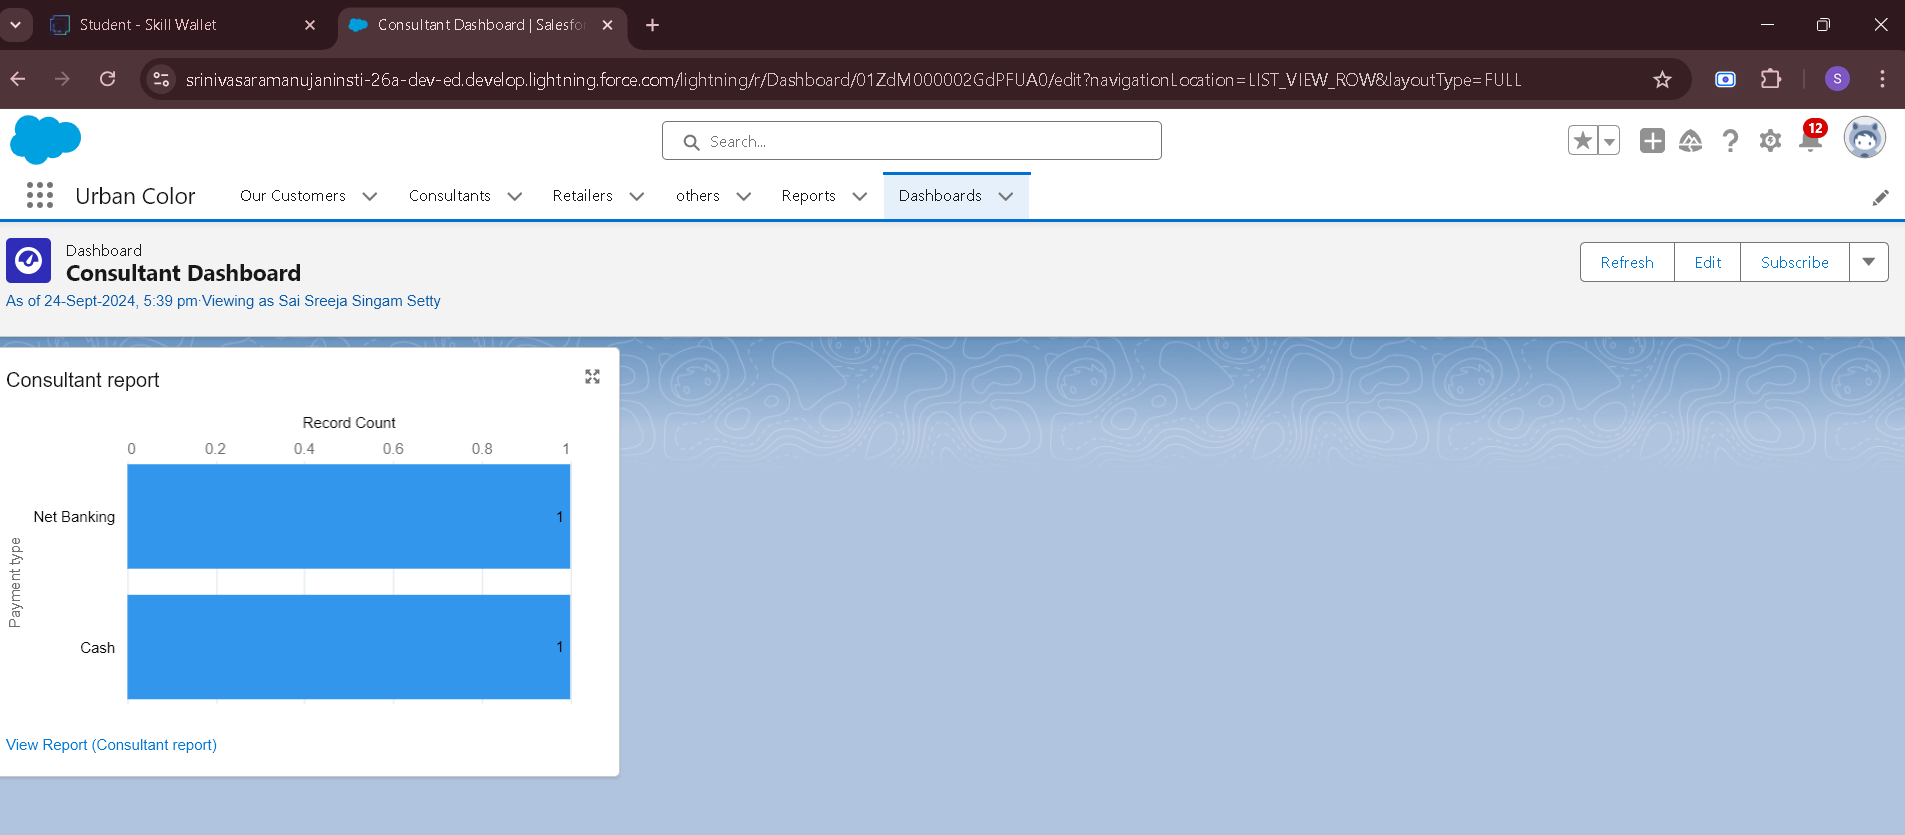 Student - Skill Wallet
Consultant Dashboard | Salesfo
srinivasaramanujaninsti-26a-dev-ed.develop.lightning.force.com/lightning/r/Dashboard/01ZdM000002GdPFUA0/edit?navigationLocation=LIST_VIEW_ROW&layoutType=FULL
S
Search...
12
Urban Color
Our Customers
Consultants
Retailers
others
Reports
Dashboards
Dashboard
Consultant Dashboard
As of 24-Sept-2024, 5:39 pm·Viewing as Sai Sreeja Singam Setty
Refresh
Edit
Subscribe
Consultant report
Record Count
0 0.2 0.4 0.6 0.8 1
Payment type
Net Banking 1
Cash 1
View Report (Consultant report)